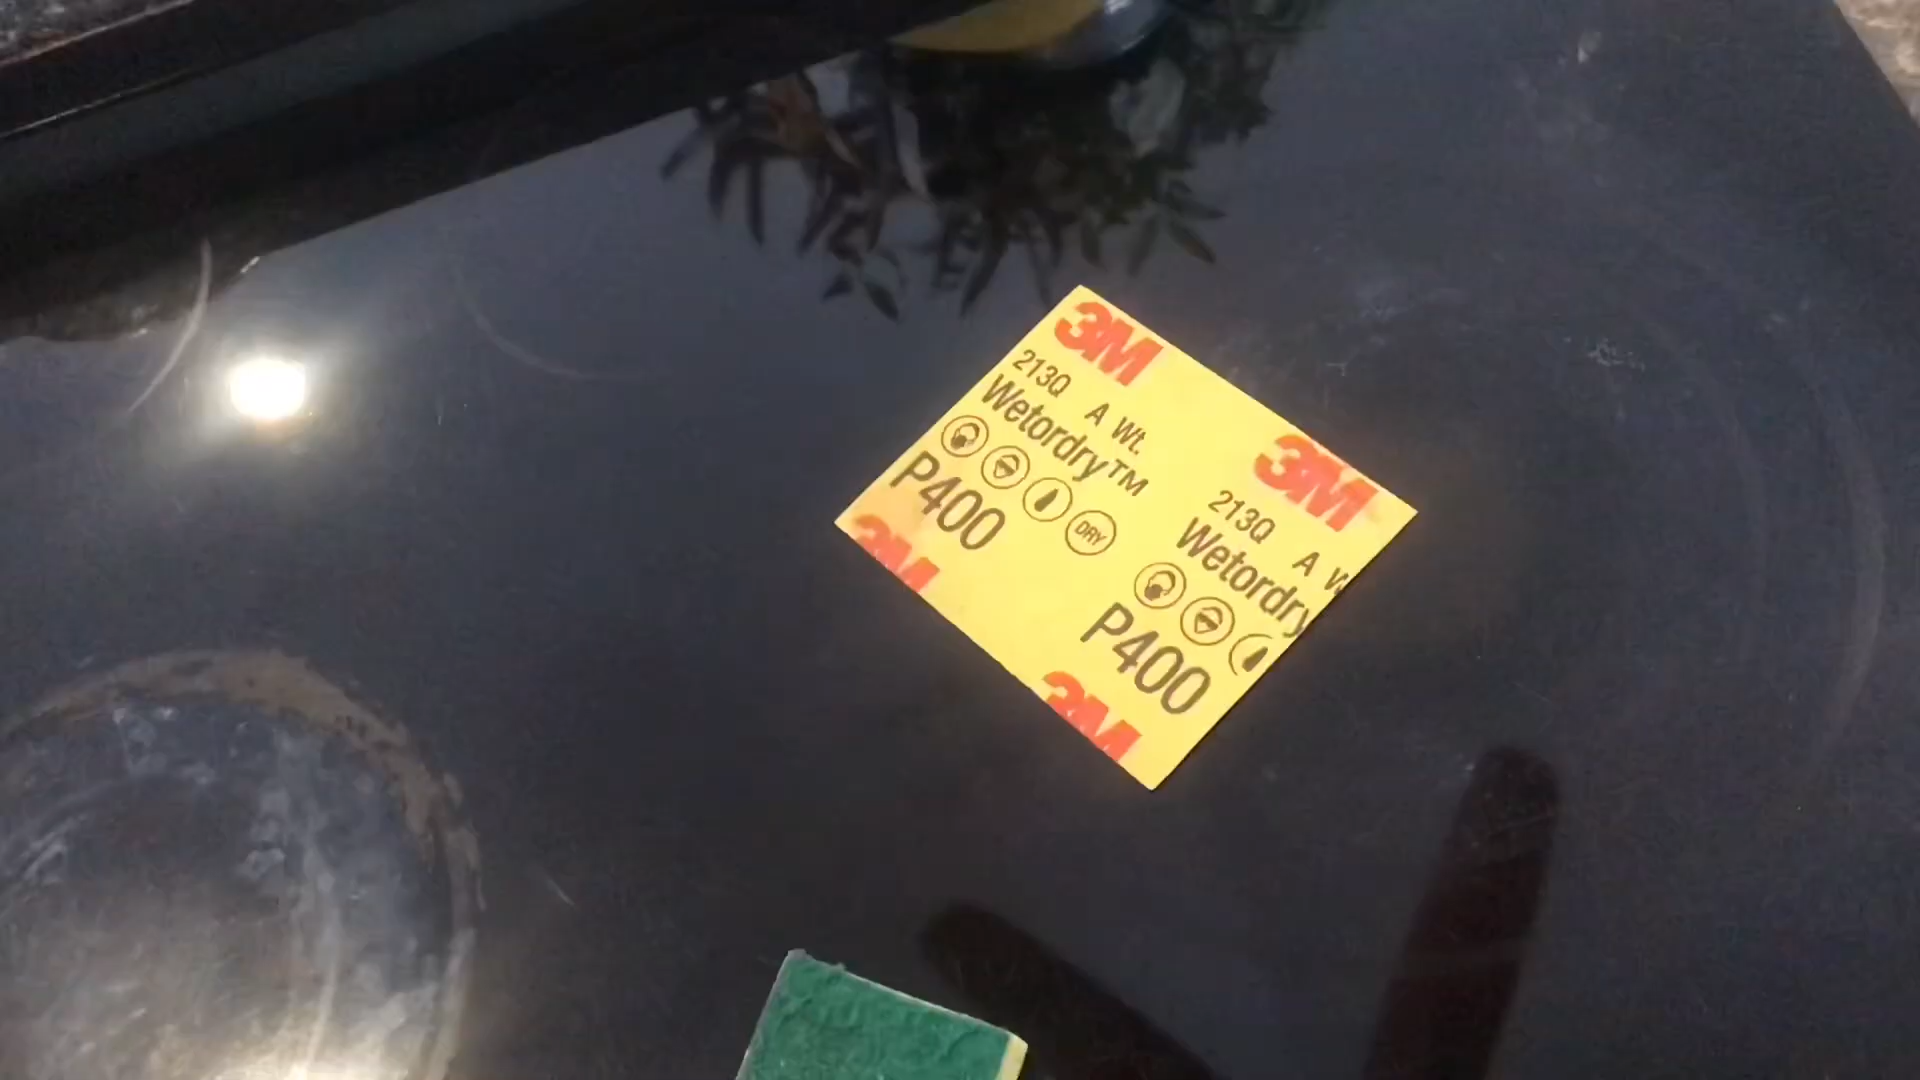 3M
213Q A Wt.
Wetordry™
DRY
P400
3M
3M
213Q A W
Wetordry
P400
3M